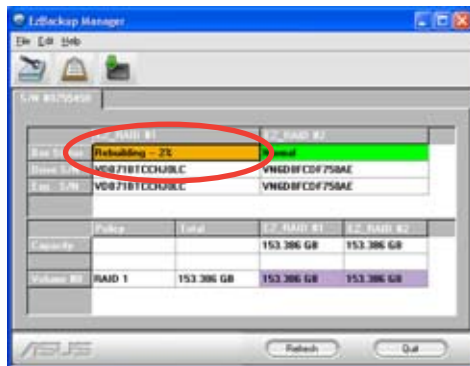 EzBackup Manager
File Edit Help
S/N
EZ_RAID #1 EZ_RAID #2
Rebuilding -- 2% Normal
VN6D8FCDF758AE
VN6D8FCDF758AE
Policy Total EZ_RAID #1 EZ_RAID #2
Capacity 153.386 GB 153.386 GB
RAID 1 153.386 GB 153.386 GB 153.386 GB
ASUS Refresh Quit